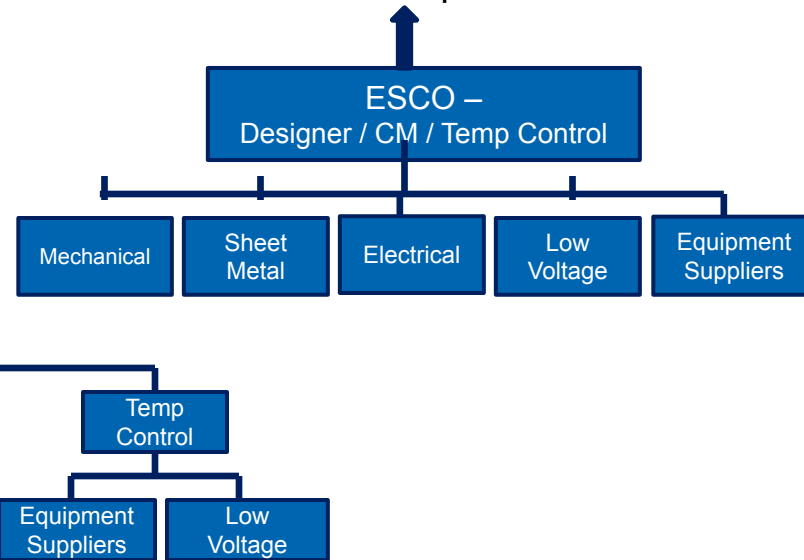 ESCO –
Designer / CM / Temp Control
Mechanical
Sheet
Metal
Electrical
Low
Voltage
Equipment
Suppliers
Temp
Control
Equipment
Suppliers
Low
Voltage